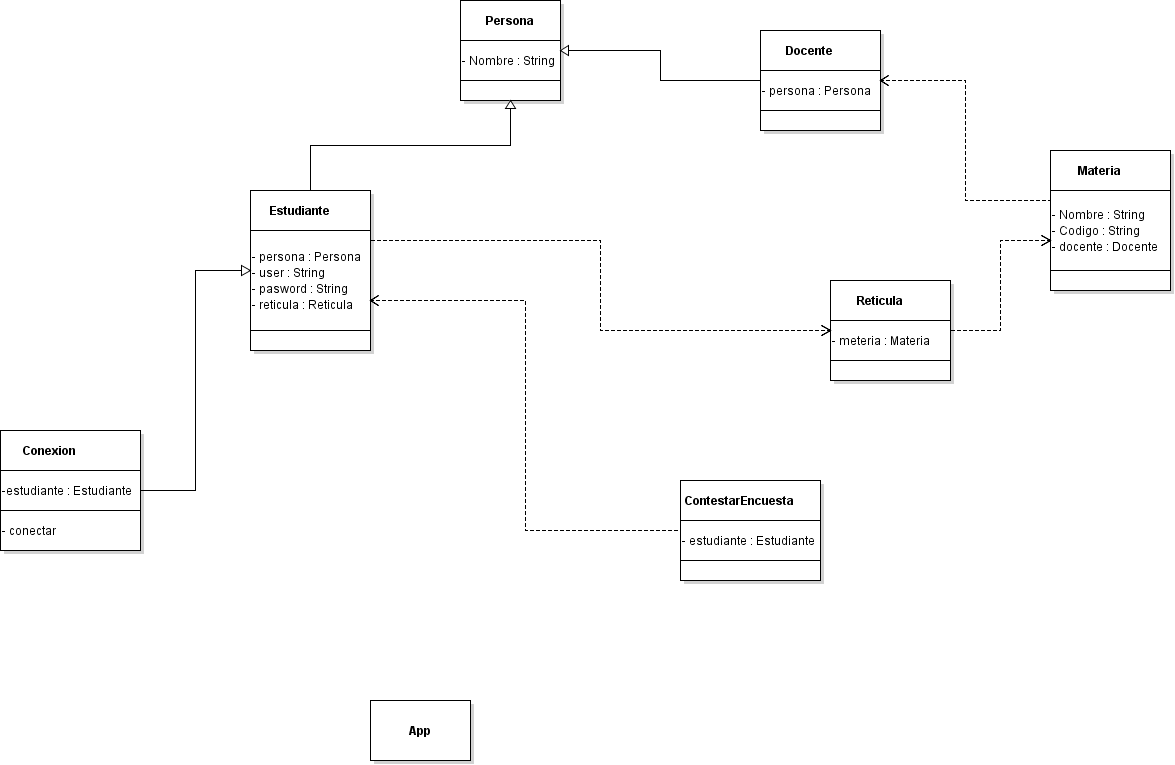 Persona
- Nombre : String
Docente
- persona : Persona
Materia
- Nombre : String
- Codigo : String
- docente : Docente
Estudiante
- persona : Persona
- user : String
- pasword : String
- reticula : Reticula
Reticula
- meteria : Materia
Conexion
-estudiante : Estudiante
- conectar
ContestarEncuesta
- estudiante : Estudiante
App